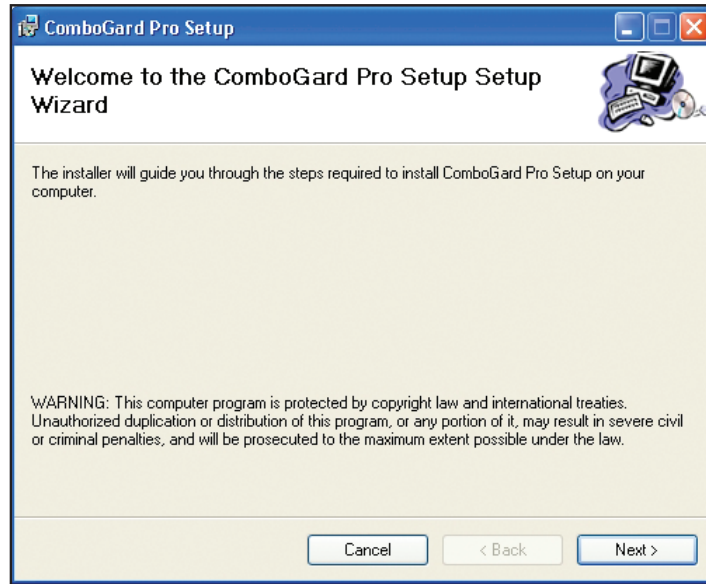 ComboGard Pro Setup
Welcome to the ComboGard Pro Setup Setup
Wizard
The installer will guide you through the steps required to install ComboGard Pro Setup on your
computer.
WARNING: This computer program is protected by copyright law and international treaties.
Unauthorized duplication or distribution of this program, or any portion of it, may result in severe civil
or criminal penalties, and will be prosecuted to the maximum extent possible under the law.
Cancel
< Back
Next >